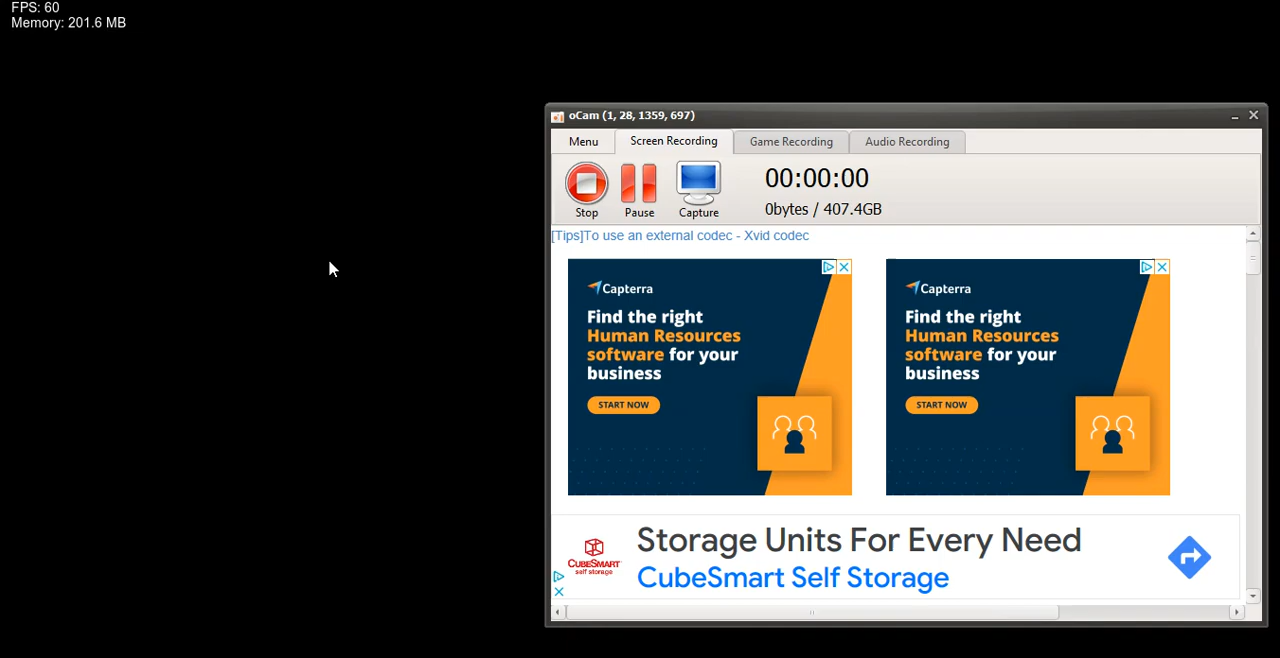 FPS: 60
Memory: 201.6 MB
oCam (1, 28, 1359, 697)
Menu
Screen Recording
Game Recording
Audio Recording
Stop
Pause
Capture
00:00:00
0bytes / 407.4GB
[Tips]To use an external codec - Xvid codec
Capterra
Find the right
Human Resources
software for your
business
START NOW
Capterra
Find the right
Human Resources
software for your
business
START NOW
CUBESMART
self storage
Storage Units For Every Need
CubeSmart Self Storage